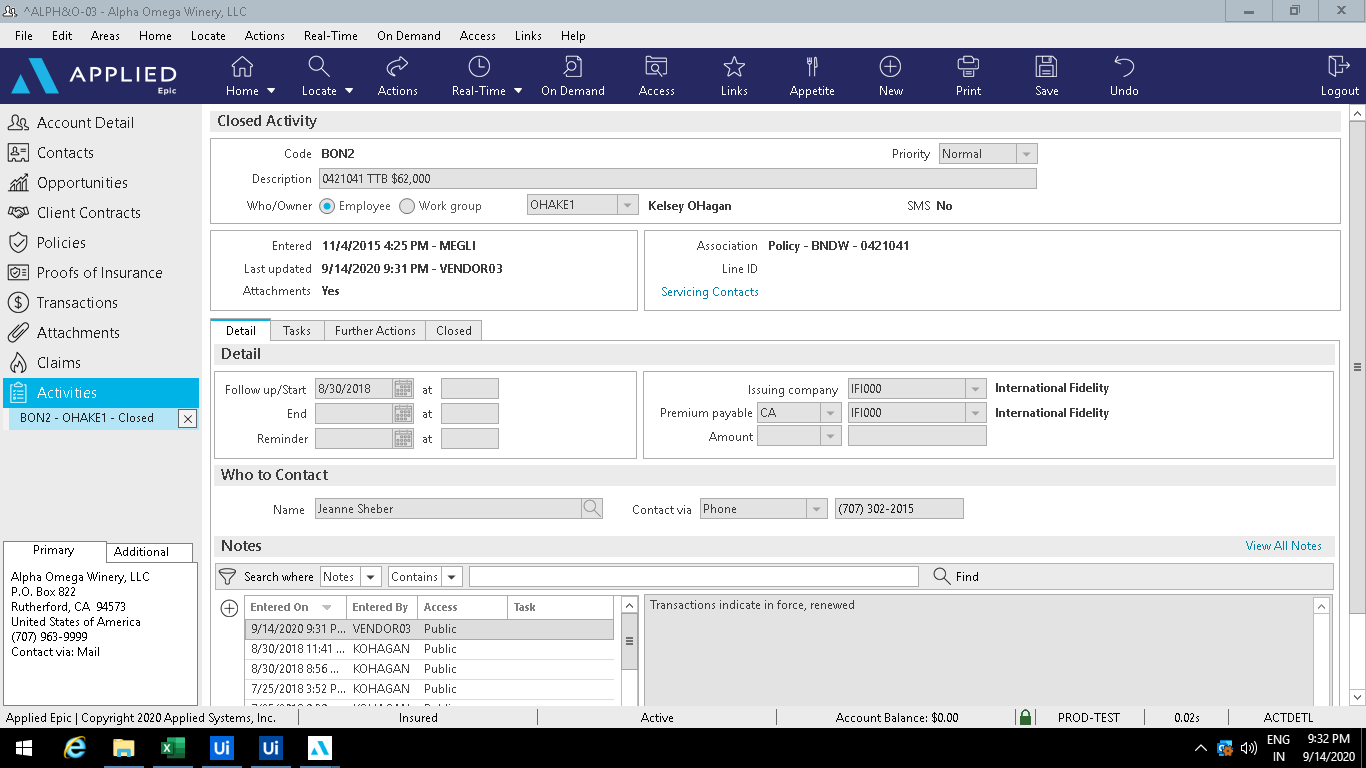 ^ALPH&O-03 - Alpha Omega Winery, LLC
File Edit Areas Home Locate Actions Real-Time On Demand Access Links Help
APPLIED
Epic
Home Locate Actions Real-Time On Demand Access Links Appetite New Print Save Undo Logout
Account Detail
Contacts
Opportunities
Client Contracts
Policies
Proofs of Insurance
Transactions
Attachments
Claims
Activities
BON2 - OHAKE1 - Closed
Primary Additional
Alpha Omega Winery, LLC
P.O. Box 822
Rutherford, CA 94573
United States of America
(707) 963-9999
Contact via: Mail
Closed Activity
Code BON2 Priority Normal
Description 0421041 TTB $62,000
Who/Owner Employee Work group OHAKE1 Kelsey OHagan SMS No
Entered 11/4/2015 4:25 PM - MEGLI
Last updated 9/14/2020 9:31 PM - VENDOR03
Attachments Yes
Association Policy - BNDW - 0421041
Line ID
Servicing Contacts
Detail Tasks Further Actions Closed
Detail
Follow up/Start 8/30/2018 at
End at
Reminder at
Issuing company IFI000 International Fidelity
Premium payable CA IFI000 International Fidelity
Amount
Who to Contact
Name Jeanne Sheber Contact via Phone (707) 302-2015
Notes View All Notes
Search where Notes Contains Find
Entered On Entered By Access Task
9/14/2020 9:31 P... VENDOR03 Public
8/30/2018 11:41 ... KOHAGAN Public
8/30/2018 8:56 ... KOHAGAN Public
7/25/2018 3:52 P... KOHAGAN Public
Transactions indicate in force, renewed
Applied Epic | Copyright 2020 Applied Systems, Inc. Insured Active Account Balance: $0.00 PROD-TEST 0.02s ACTDETL
Ui Ui
ENG
IN
9:32 PM
9/14/2020